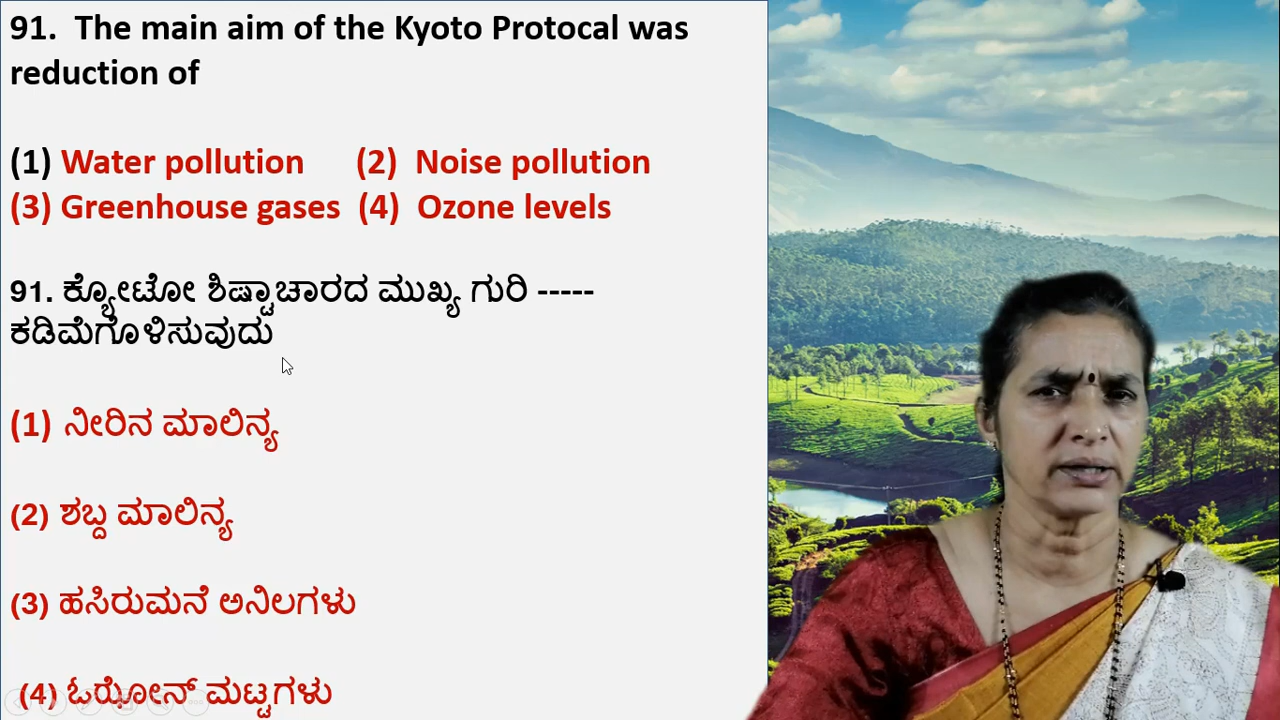 91. The main aim of the Kyoto Protocal was
reduction of
(1) Water pollution (2) Noise pollution
(3) Greenhouse gases (4) Ozone levels
91. ಕ್ಯೋಟೋ ಶಿಷ್ಟಾಚಾರದ ಮುಖ್ಯ ಗುರಿ -----
ಕಡಿಮೆಗೊಳಿಸುವುದು
(1) ನೀರಿನ ಮಾಲಿನ್ಯ
(2) ಶಬ್ದ ಮಾಲಿನ್ಯ
(3) ಹಸಿರುಮನೆ ಅನಿಲಗಳು
(4) ಓಝೋನ್ ಮಟ್ಟಗಳು